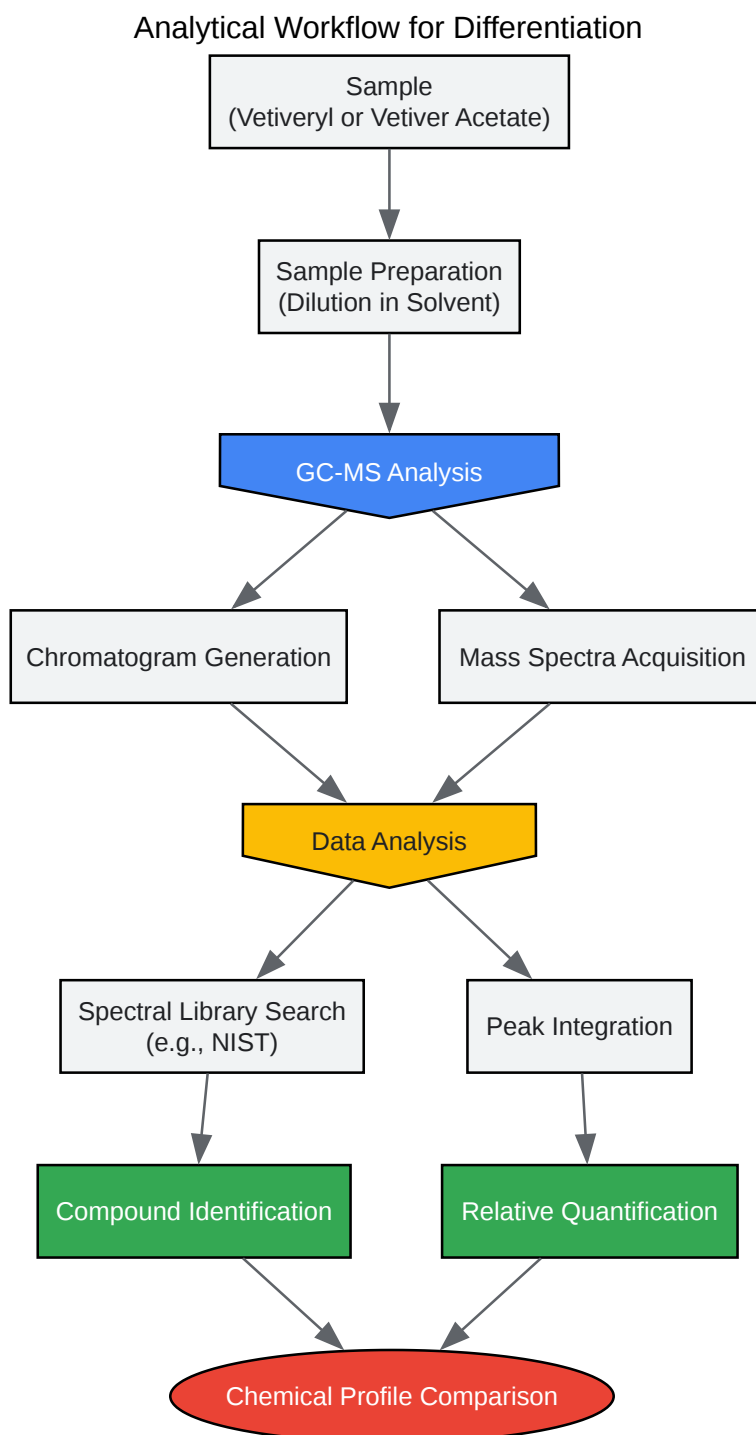 Analytical Workflow for Differentiation
Sample
(Vetiveryl or Vetiver Acetate)
Sample Preparation
(Dilution in Solvent)
GC-MS Analysis
Chromatogram Generation
Mass Spectra Acquisition
Data Analysis
Spectral Library Search
(e.g., NIST)
Peak Integration
Compound Identification
Relative Quantification
Chemical Profile Comparison